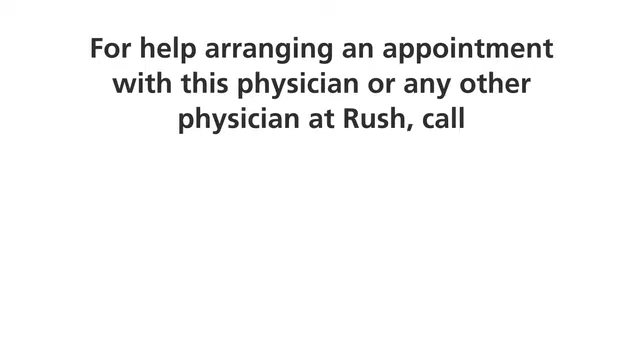 For help arranging an appointment
with this physician or any other
physician at Rush, call